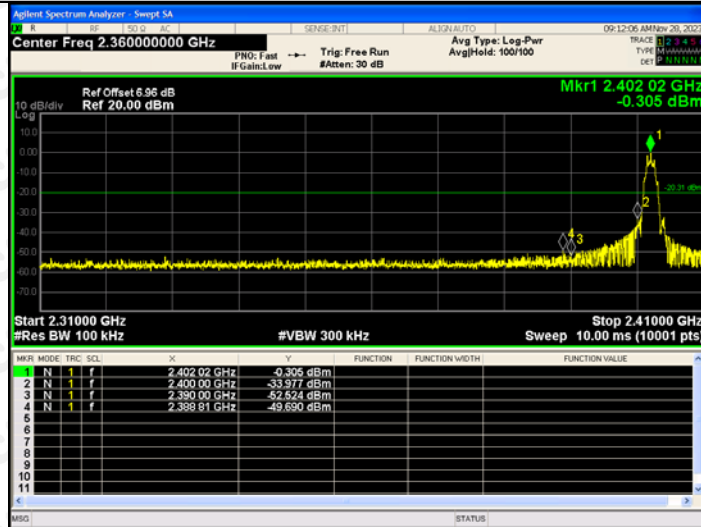 Agilent Spectrum Analyzer - Swept SA
R RF 50 Ω AC SENSE:INT ALIGN AUTO 09:12:06 AM Nov 28, 2023
Center Freq 2.360000000 GHz Avg Type: Log-Pwr TRACE 1 2 3 4 5
PNO: Fast Trig: Free Run Avg|Hold: 100/100 TYPE M
IFGain:Low #Atten: 30 dB DET P N N N N
Mkr1 2.402 02 GHz
Ref Offset 6.96 dB
10 dB/div Ref 20.00 dBm -0.305 dBm
Log
10.0
0.00
-10.0
-20.0
-20.31 dBm
-30.0
-40.0
-50.0
-60.0
-70.0
1
2
4 3
Start 2.31000 GHz Stop 2.41000 GHz
#Res BW 100 kHz #VBW 300 kHz Sweep 10.00 ms (10001 pts)
MKR MODE TRC SCL X Y FUNCTION FUNCTION WIDTH FUNCTION VALUE
1 N 1 f 2.402 02 GHz -0.305 dBm
2 N 1 f 2.400 00 GHz -33.977 dBm
3 N 1 f 2.390 00 GHz -52.524 dBm
4 N 1 f 2.388 81 GHz -49.690 dBm
5
6
7
8
9
10
11
MSG STATUS